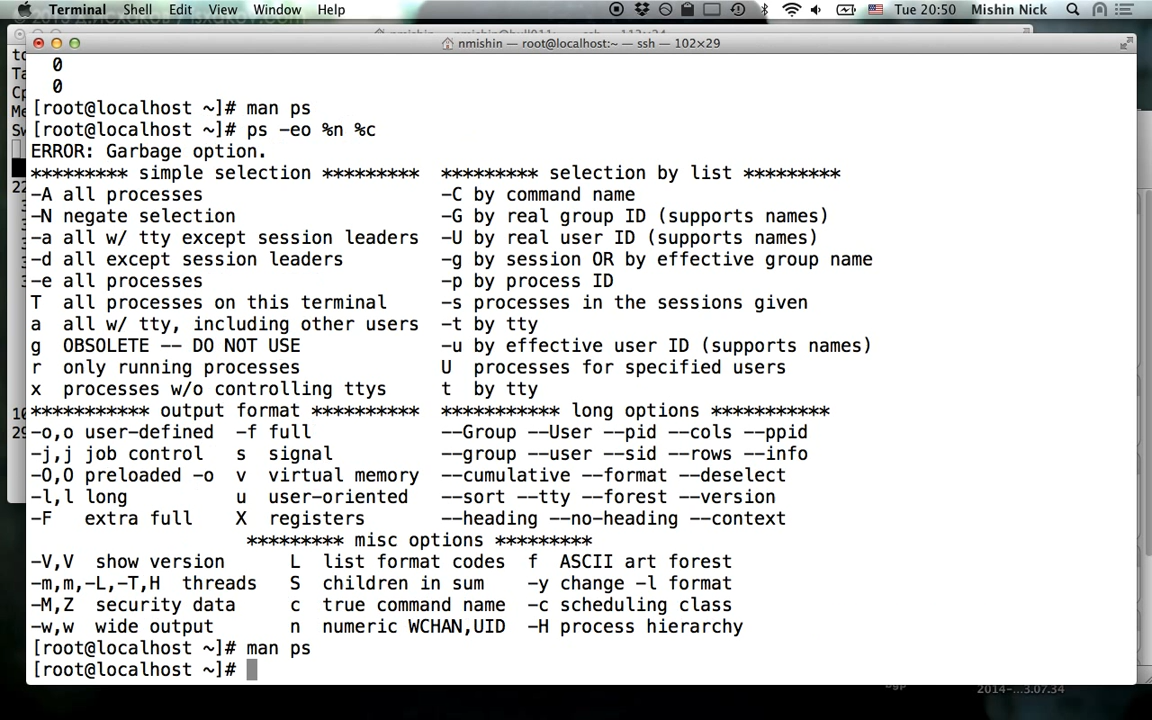 Terminal Shell Edit View Window Help Tue 20:50 Mishin Nick
nmishin — root@localhost:~ — ssh — 102×29
0
0
[root@localhost ~]# man ps
[root@localhost ~]# ps -eo %n %c
ERROR: Garbage option.
********* simple selection *********  ********* selection by list *********
-A all processes                      -C by command name
-N negate selection                   -G by real group ID (supports names)
-a all w/ tty except session leaders  -U by real user ID (supports names)
-d all except session leaders         -g by session OR by effective group name
-e all processes                      -p by process ID
T  all processes on this terminal     -s processes in the sessions given
a  all w/ tty, including other users  -t by tty
g  OBSOLETE -- DO NOT USE             -u by effective user ID (supports names)
r  only running processes             U  processes for specified users
x  processes w/o controlling ttys     t  by tty
*********** output format **********  *********** long options ***********
-o,o user-defined  -f full            --Group --User --pid --cols --ppid
-j,j job control   s  signal          --group --user --sid --rows --info
-O,O preloaded -o  v  virtual memory  --cumulative --format --deselect
-l,l long          u  user-oriented   --sort --tty --forest --version
-F   extra full    X  registers       --heading --no-heading --context
                    ********* misc options *********
-V,V  show version      L  list format codes  f  ASCII art forest
-m,m,-L,-T,H  threads   S  children in sum    -y change -l format
-M,Z  security data     c  true command name  -c scheduling class
-w,w  wide output       n  numeric WCHAN,UID  -H process hierarchy
[root@localhost ~]# man ps
[root@localhost ~]#
2014-...3.07.34